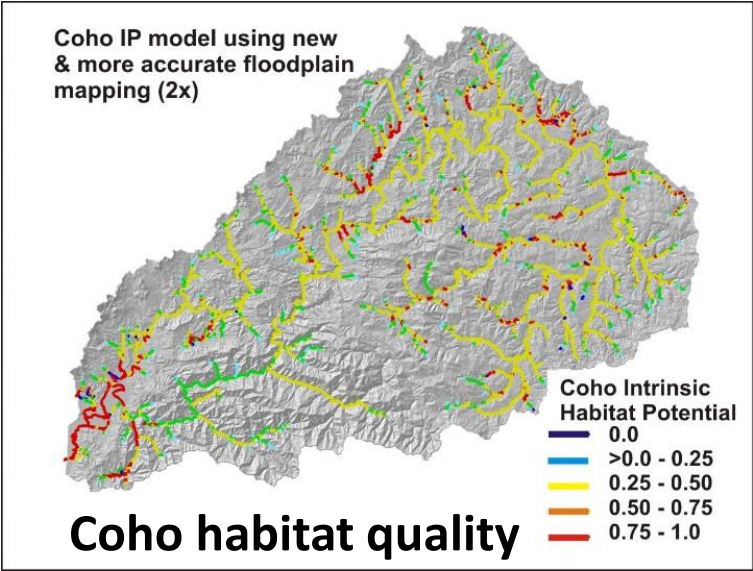 Coho IP model using new
& more accurate floodplain
mapping (2x)
Coho Intrinsic
Habitat Potential
0.0
>0.0 - 0.25
0.25 - 0.50
0.50 - 0.75
0.75 - 1.0
Coho habitat quality